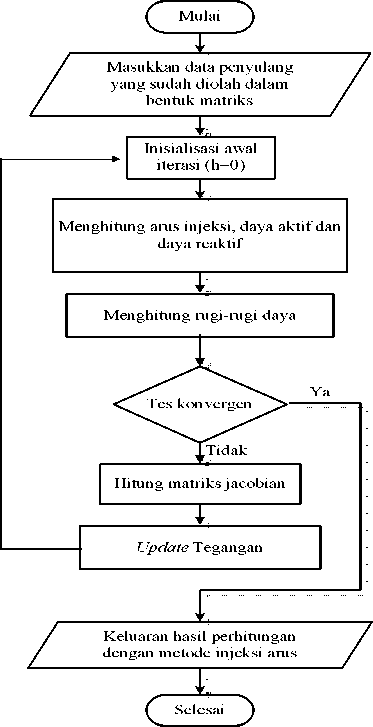 Mulai
Masukkan data penyulang
yang sudah diolah dalam
bentuk matriks
Inisialisasi awal
iterasi (h=0)
Menghitung arus injeksi, daya aktif dan
daya reaktif
Menghitung rugi-rugi daya
Tes konvergen
Ya
Tidak
Hitung matriks jacobian
Update Tegangan
Keluaran hasil perhitungan
dengan metode injeksi arus
Selesai